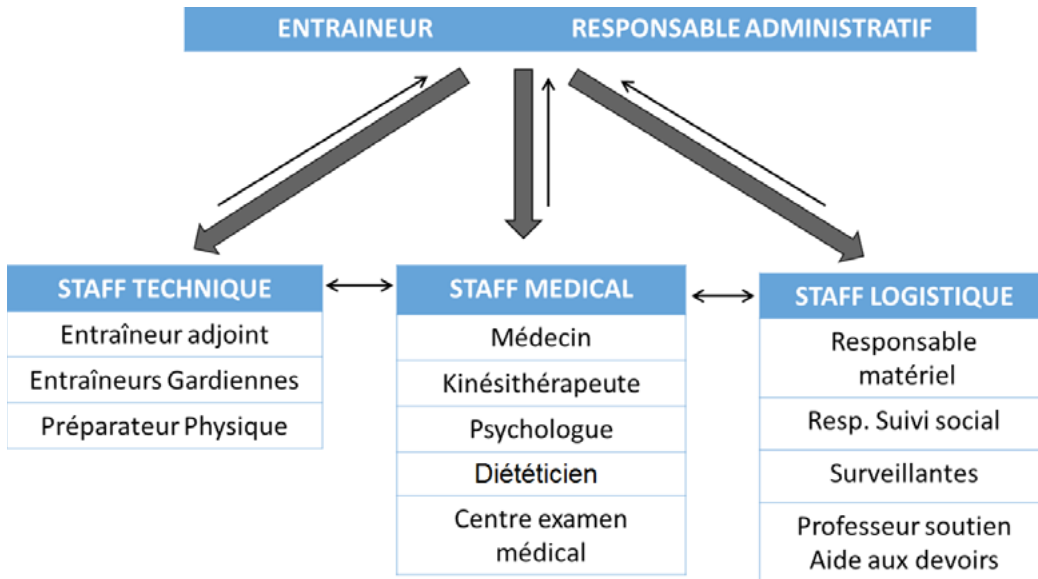 ENTRAINEUR RESPONSABLE ADMINISTRATIF
STAFF TECHNIQUE
Entraîneur adjoint
Entraîneurs Gardiennes
Préparateur Physique
STAFF MEDICAL
Médecin
Kinésithérapeute
Psychologue
Diététicien
Centre examen
médical
STAFF LOGISTIQUE
Responsable
matériel
Resp. Suivi social
Surveillantes
Professeur soutien
Aide aux devoirs